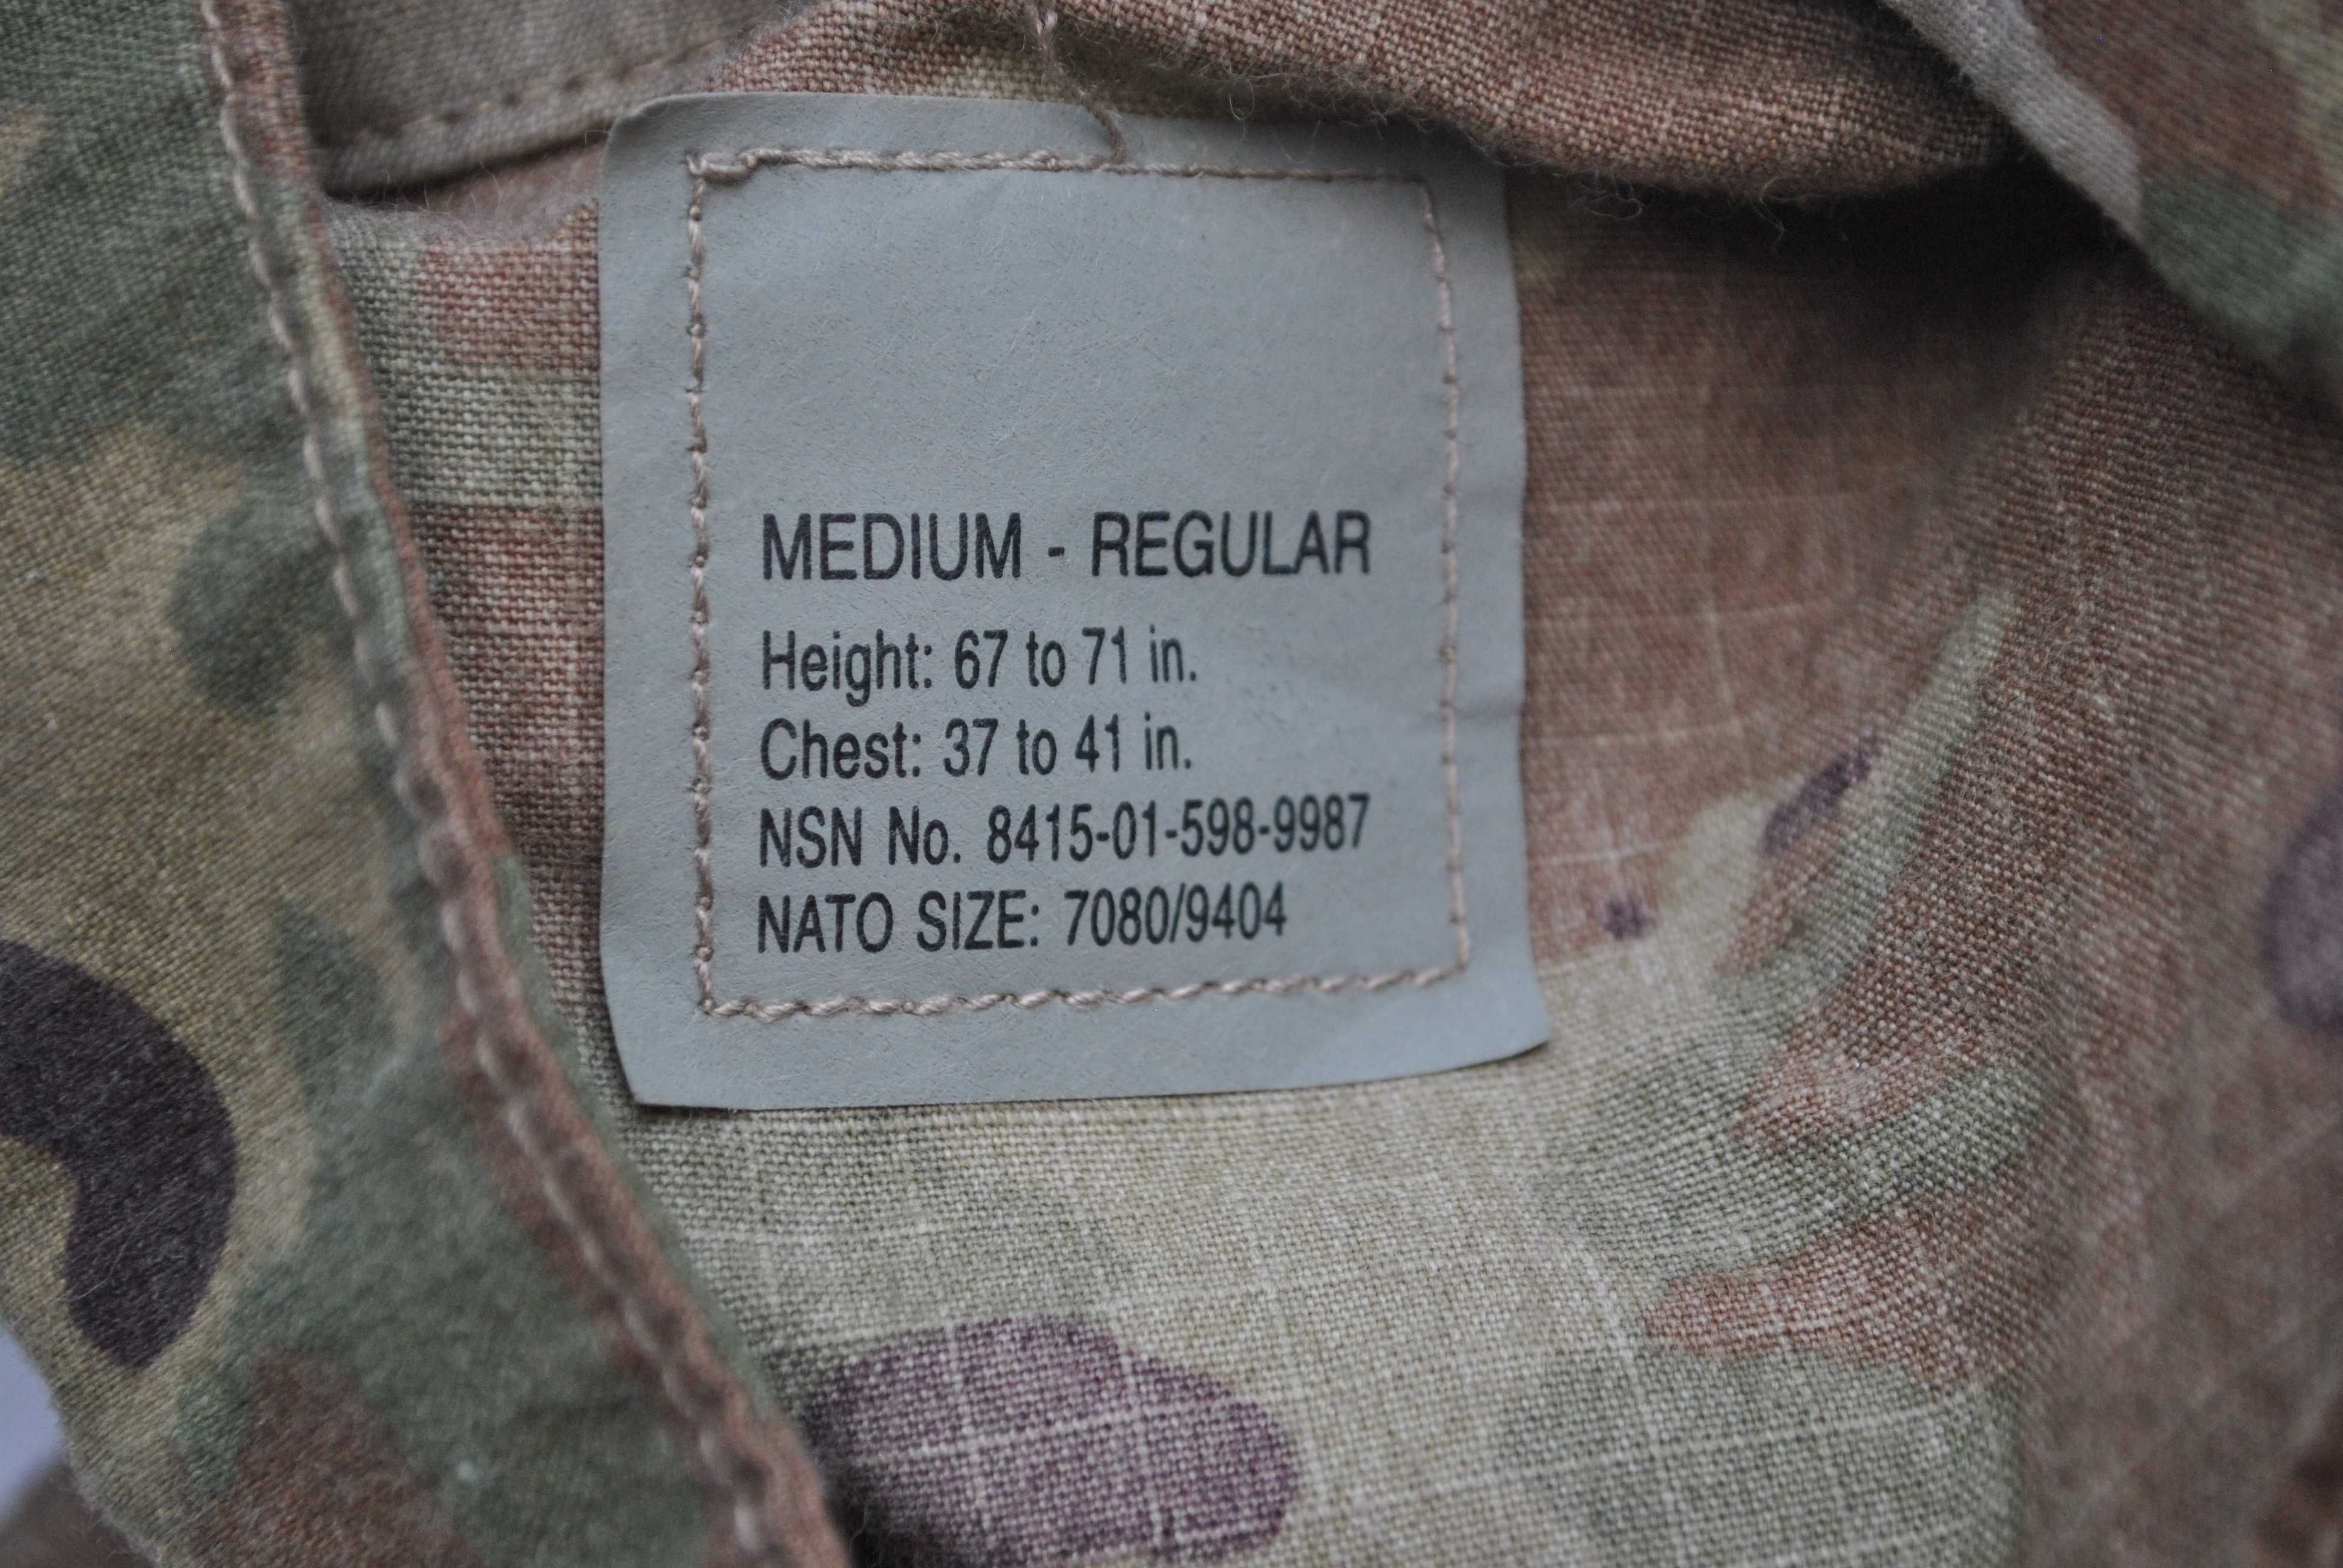 MEDIUM - REGULAR
Height: 67 to 71 in.
Chest: 37 to 41 in.
NSN No. 8415-01-598-9987
NATO SIZE: 7080/9404